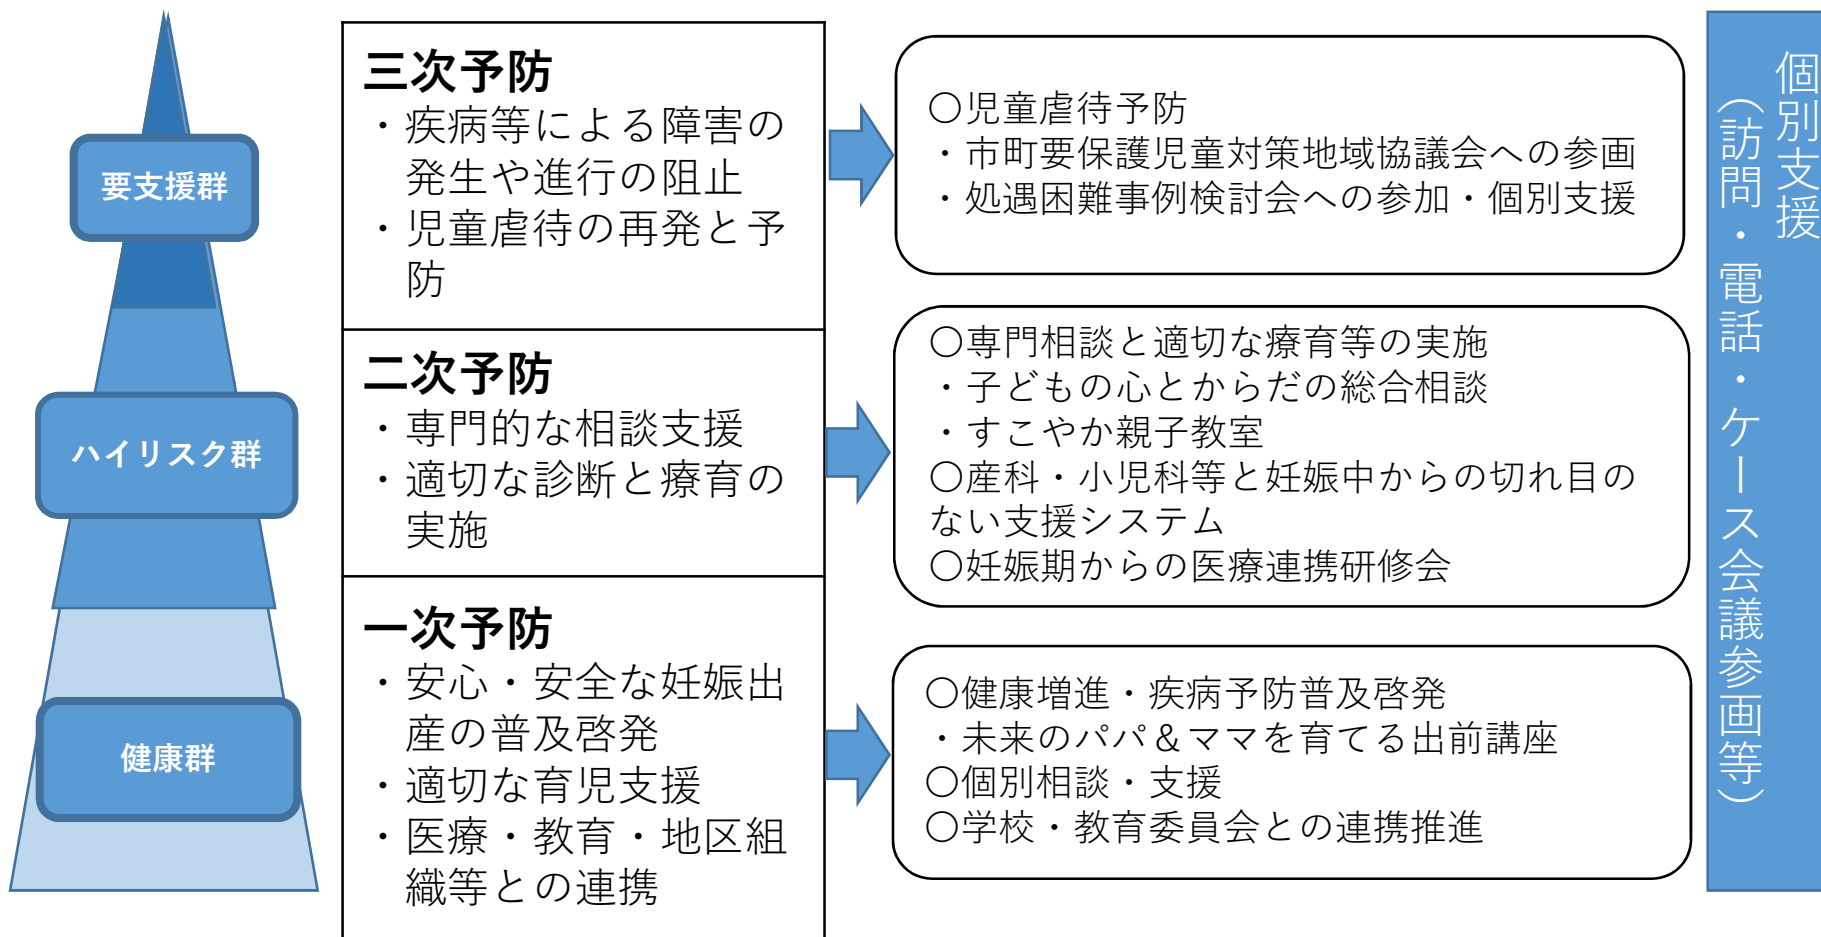 要支援群
ハイリスク群
健康群
三次予防
・疾病等による障害の
発生や進行の阻止
・児童虐待の再発と予
防
二次予防
・専門的な相談支援
・適切な診断と療育の
実施
一次予防
・安心・安全な妊娠出
産の普及啓発
・適切な育児支援
・医療・教育・地区組
織等との連携
〇児童虐待予防
・市町要保護児童対策地域協議会への参画
・処遇困難事例検討会への参加・個別支援
〇専門相談と適切な療育等の実施
・子どもの心とからだの総合相談
・すこやか親子教室
〇産科・小児科等と妊娠中からの切れ目の
ない支援システム
〇妊娠期からの医療連携研修会
〇健康増進・疾病予防普及啓発
・未来のパパ＆ママを育てる出前講座
〇個別相談・支援
〇学校・教育委員会との連携推進
個別支援
（訪問・電話・ケース会議参画等）